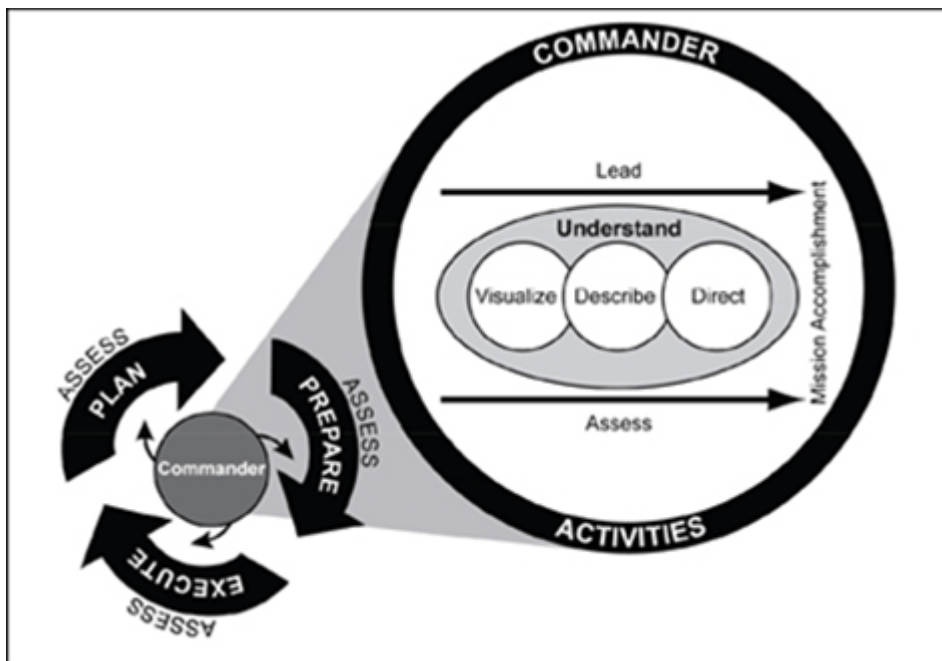 COMMANDER
Lead
Understand
Visualize
Describe
Direct
Mission Accomplishment
Assess
ACTIVITIES
ASSESS
PLAN
ASSESS
PREPARE
Commander
EXECUTE
ASSESS